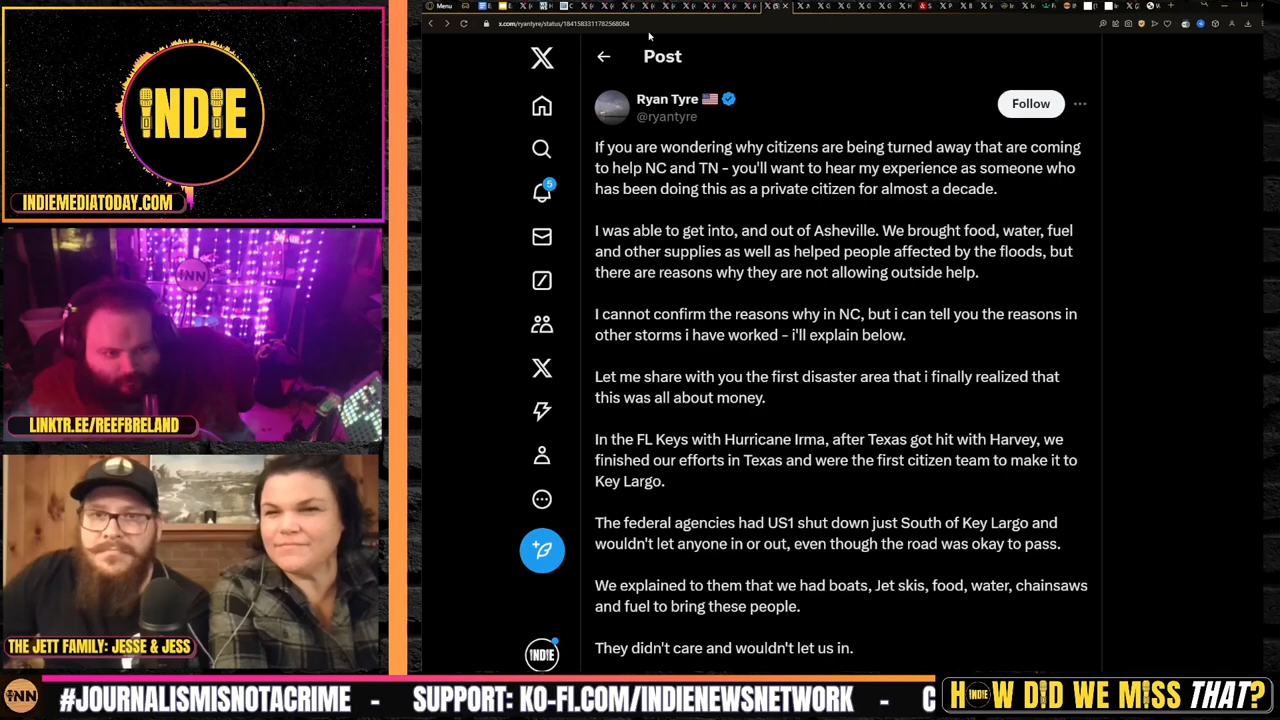 Menu
x.com/ryantyre/status/1841583311782568064
INDIE
INDIEMEDIATODAY.COM
INN
LINKTR.EE/REEFBRELAND
THE JETT FAMILY: JESSE & JESS
Post
Ryan Tyre
@ryantyre
Follow
5
If you are wondering why citizens are being turned away that are coming
to help NC and TN - you'll want to hear my experience as someone who
has been doing this as a private citizen for almost a decade.
I was able to get into, and out of Asheville. We brought food, water, fuel
and other supplies as well as helped people affected by the floods, but
there are reasons why they are not allowing outside help.
I cannot confirm the reasons why in NC, but i can tell you the reasons in
other storms i have worked - i'll explain below.
Let me share with you the first disaster area that i finally realized that
this was all about money.
In the FL Keys with Hurricane Irma, after Texas got hit with Harvey, we
finished our efforts in Texas and were the first citizen team to make it to
Key Largo.
The federal agencies had US1 shut down just South of Key Largo and
wouldn't let anyone in or out, even though the road was okay to pass.
We explained to them that we had boats, Jet skis, food, water, chainsaws
and fuel to bring these people.
They didn't care and wouldn't let us in.
INDIE
INN
#JOURNALISMISNOTACRIME - SUPPORT: KO-FI.COM/INDIENEWSNETWORK - C
HOW DID WE MISS THAT?
INDIE